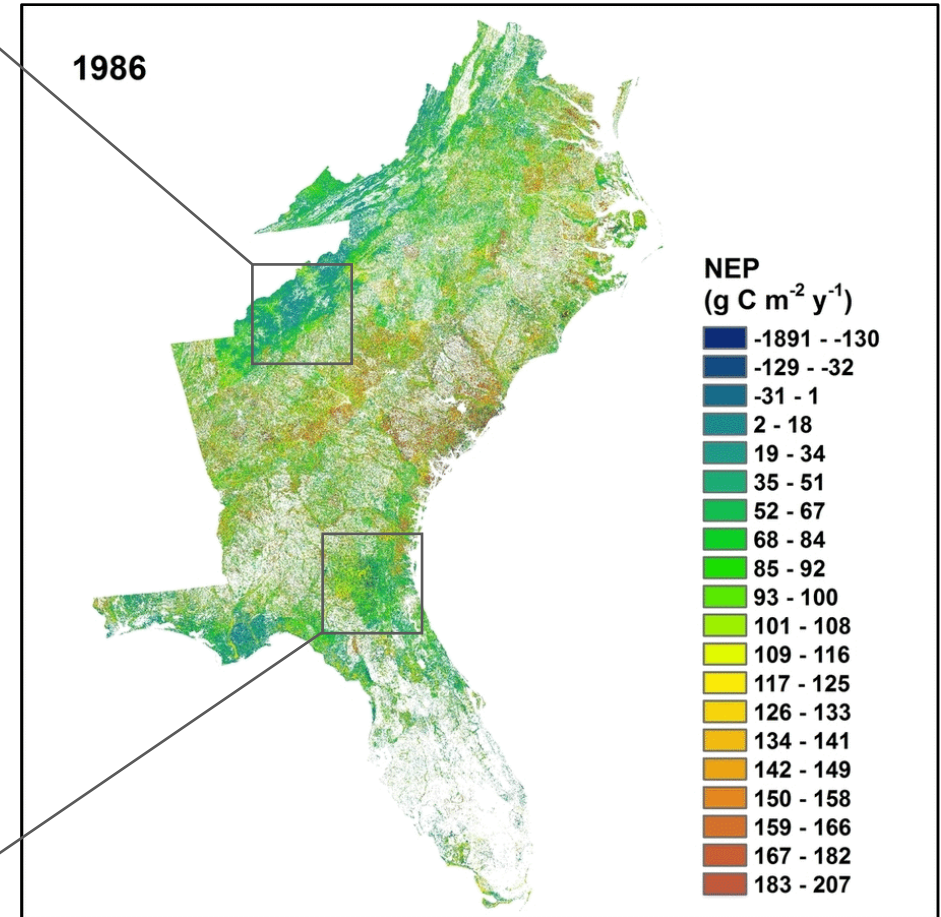 1986
NEP
(g C m⁻² y⁻¹)
-1891 - -130
-129 - -32
-31 - 1
2 - 18
19 - 34
35 - 51
52 - 67
68 - 84
85 - 92
93 - 100
101 - 108
109 - 116
117 - 125
126 - 133
134 - 141
142 - 149
150 - 158
159 - 166
167 - 182
183 - 207